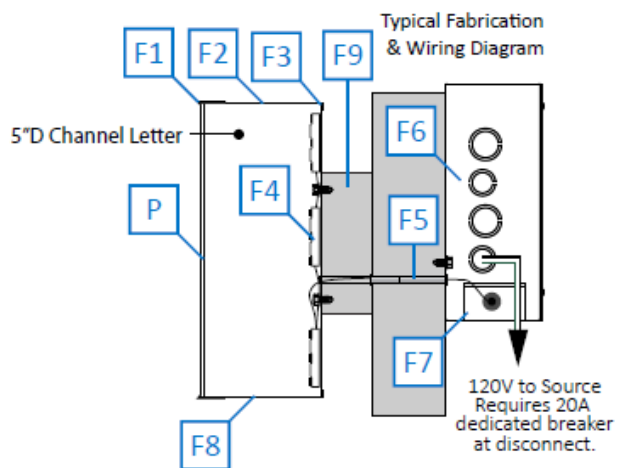 Typical Fabrication
& Wiring Diagram
F1
F2
F3
F9
5"D Channel Letter
F6
P
F4
F5
F7
F8
120V to Source
Requires 20A
dedicated breaker
at disconnect.